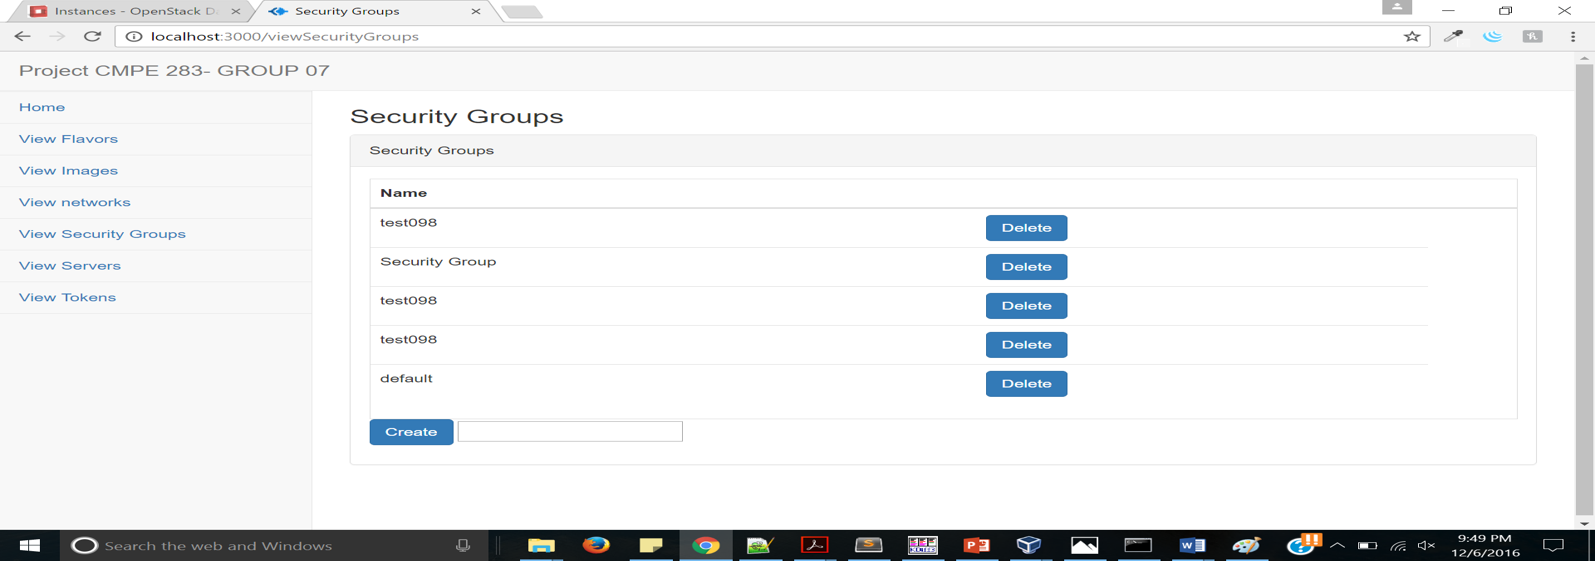 Instances - OpenStack Da
Security Groups
localhost:3000/viewSecurityGroups
Project CMPE 283- GROUP 07
Home
View Flavors
View Images
View networks
View Security Groups
View Servers
View Tokens
Security Groups
Security Groups
Name
test098 Delete
Security Group Delete
test098 Delete
test098 Delete
default Delete
Create
Search the web and Windows
9:49 PM
12/6/2016